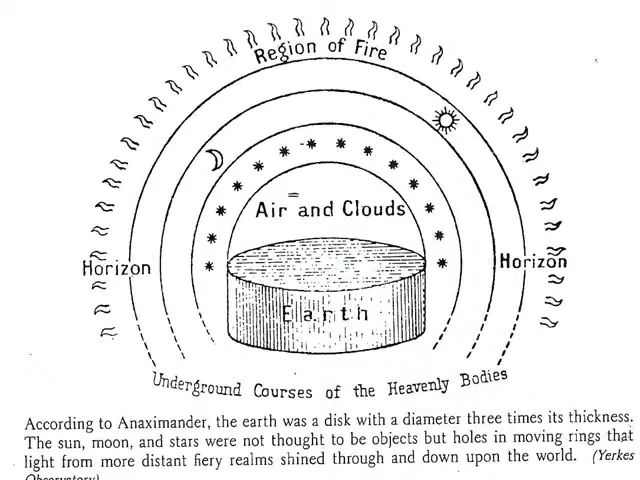 Region of Fire
Air and Clouds
Horizon
Horizon
Earth
Underground Courses of the Heavenly Bodies
According to Anaximander, the earth was a disk with a diameter three times its thickness.
The sun, moon, and stars were not thought to be objects but holes in moving rings that
light from more distant fiery realms shined through and down upon the world. (Yerkes
Observatory)